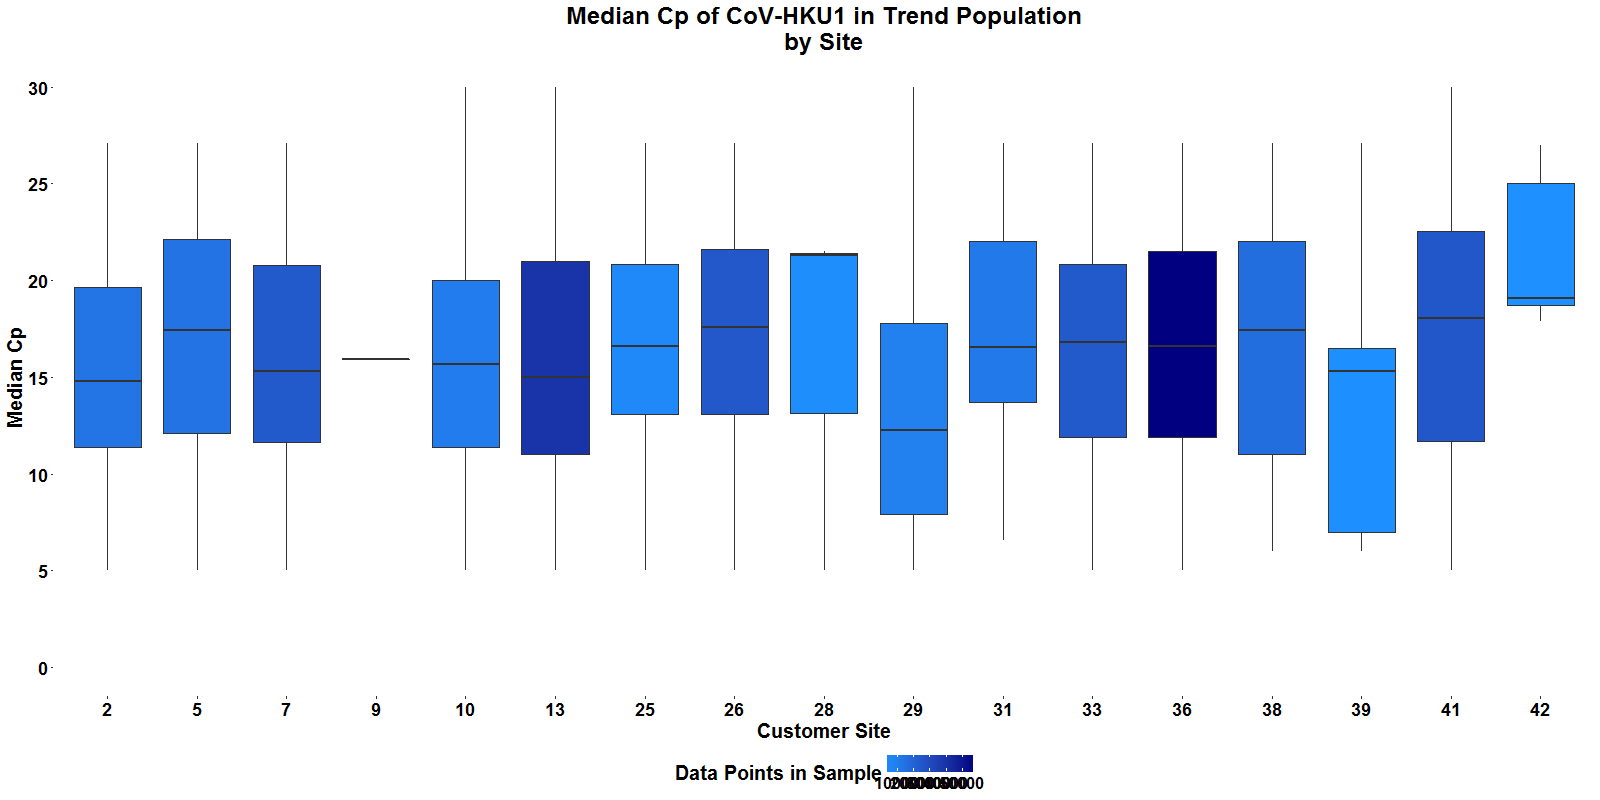 Median Cp of CoV-HKU1 in Trend Population
by Site
Median Cp
30
25
20
15
10
5
0
2 5 7 9 10 13 25 26 28 29 31 33 36 38 39 41 42
Customer Site
Data Points in Sample